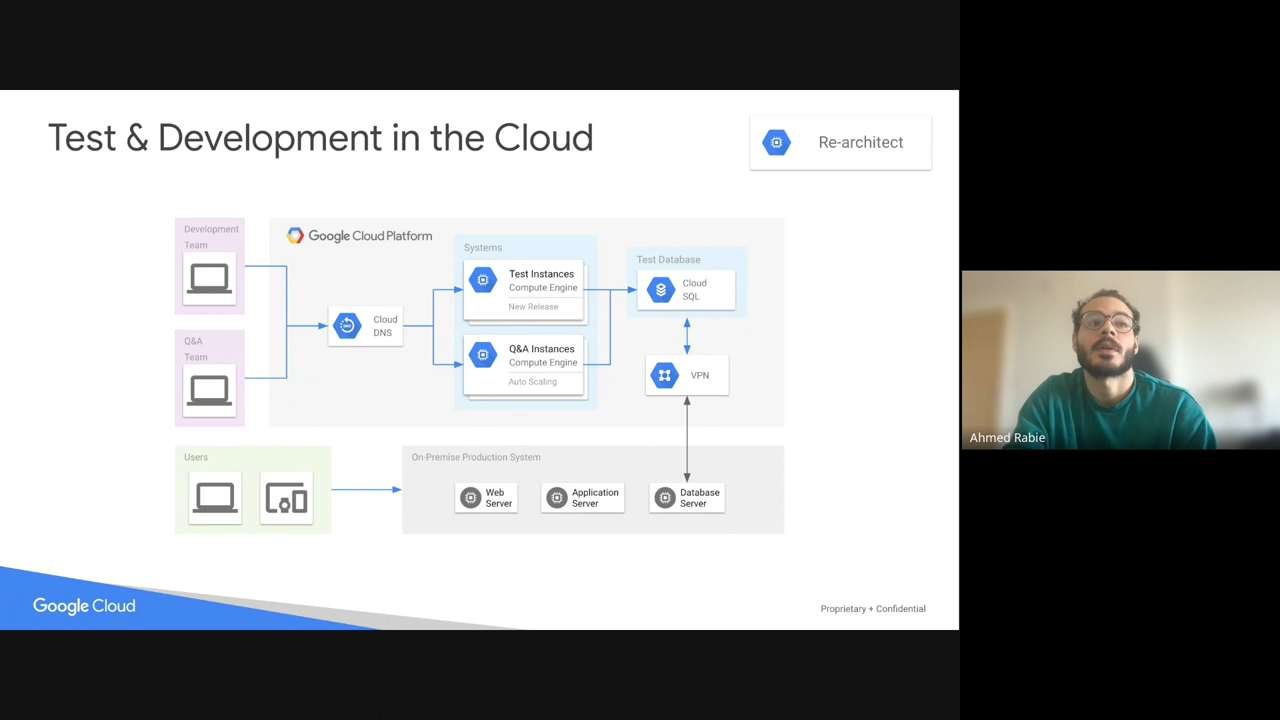 Test & Development in the Cloud
Re-architect
Development
Team
Q&A
Team
Google Cloud Platform
Cloud
DNS
Systems
Test Instances
Compute Engine
New Release
Q&A Instances
Compute Engine
Auto Scaling
Test Database
Cloud
SQL
VPN
Users
On-Premise Production System
Web
Server
Application
Server
Database
Server
Google Cloud
Proprietary + Confidential
Ahmed Rabie